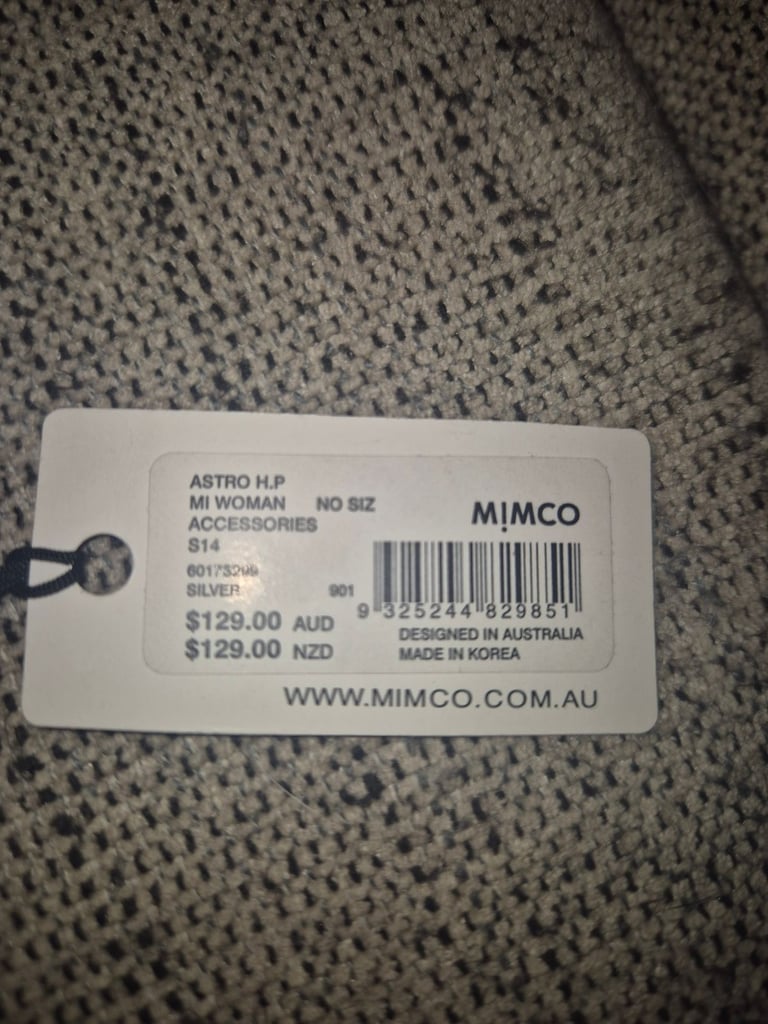 ASTRO H.P
MI WOMAN NO SIZ
ACCESSORIES
S14
60173299
SILVER 901
$129.00 AUD
$129.00 NZD
MIMCO
9 325244 829851
DESIGNED IN AUSTRALIA
MADE IN KOREA
WWW.MIMCO.COM.AU